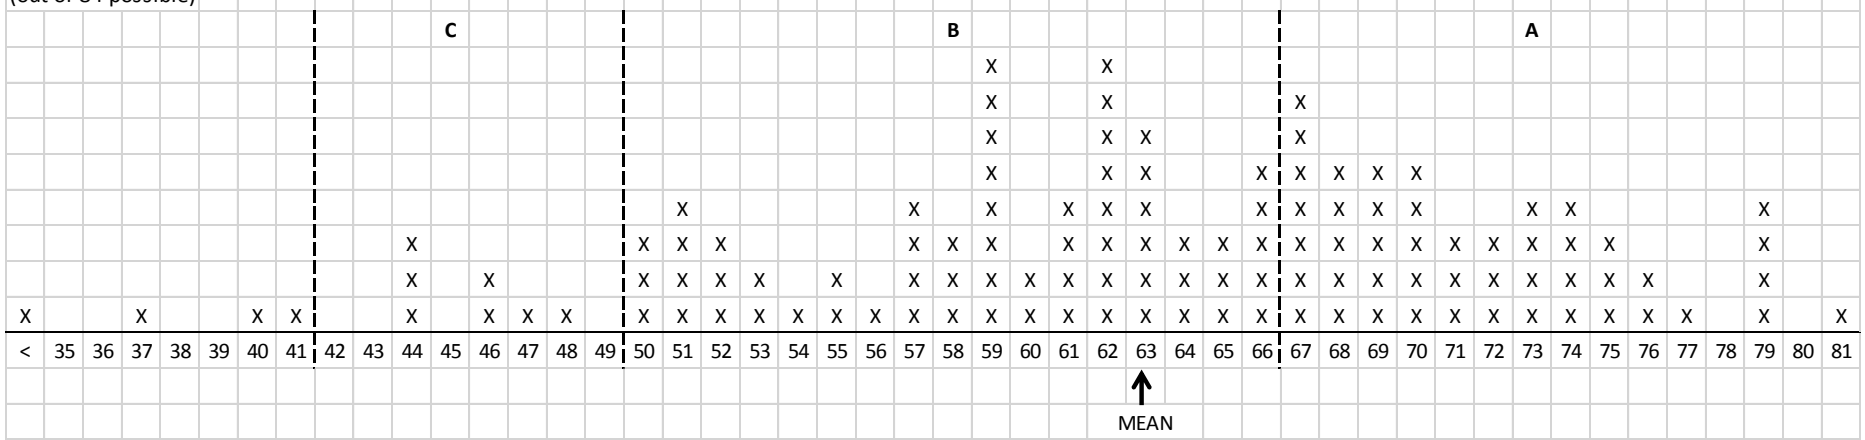 (out of possible)
C B A
X X
X X X
X X X X
X X X X X X X X
X X X X X X X X X X X X X X
X X X X X X X X X X X X X X X X X X X X X X X
X X X X X X X X X X X X X X X X X X X X X X X X X X X X
X X X X X X X X X X X X X X X X X X X X X X X X X X X X X X X X X X X X X X
< 35 36 37 38 39 40 41 42 43 44 45 46 47 48 49 50 51 52 53 54 55 56 57 58 59 60 61 62 63 64 65 66 67 68 69 70 71 72 73 74 75 76 77 78 79 80 81
MEAN